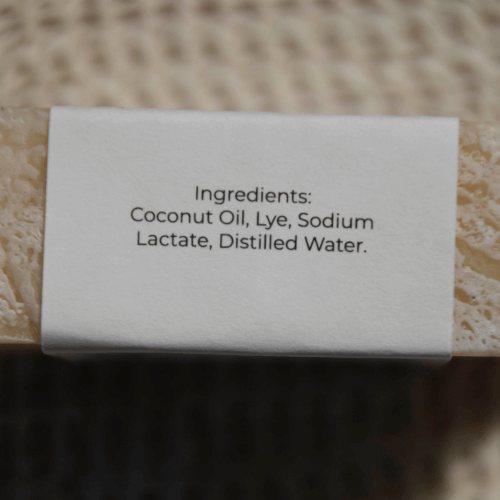 Ingredients:
Coconut Oil, Lye, Sodium
Lactate, Distilled Water.